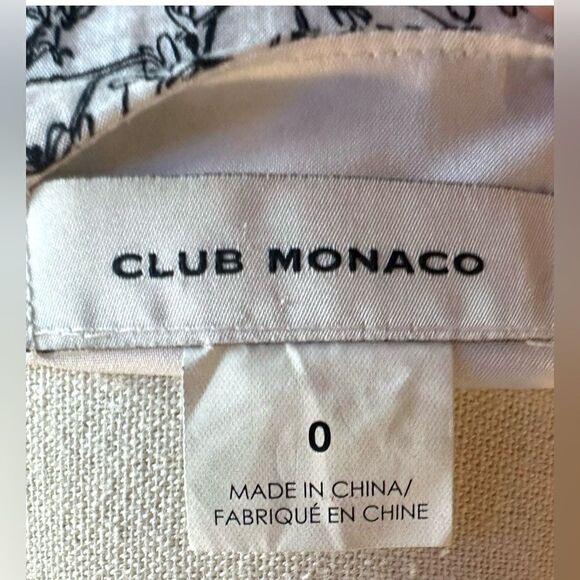 CLUB MONACO
0
MADE IN CHINA/
FABRIQUÉ EN CHINE